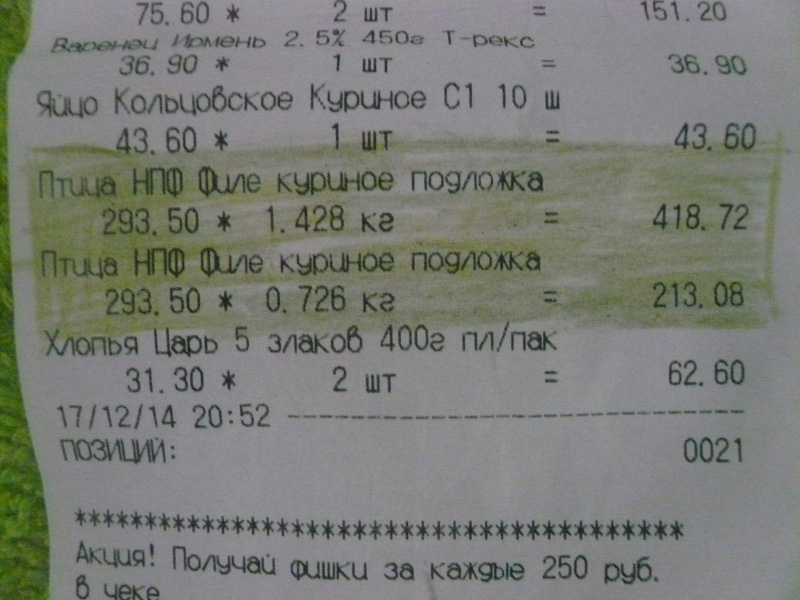 75.60 * 2 шт = 151.20
Варенец Ирмень 2.5% 450г Т-рекс
36.90 * 1 шт = 36.90
Яйцо Кольцовское Куриное С1 10 ш
43.60 * 1 шт = 43.60
Птица НПФ Филе куриное подложка
293.50 * 1.428 кг = 418.72
Птица НПФ Филе куриное подложка
293.50 * 0.726 кг = 213.08
Хлопья Царь 5 злаков 400г пл/пак
31.30 * 2 шт = 62.60
17/12/14 20:52 ----------------------------------
ПОЗИЦИЙ: 0021
******************************************
Акция! Получай фишки за каждые 250 руб.
в чеке